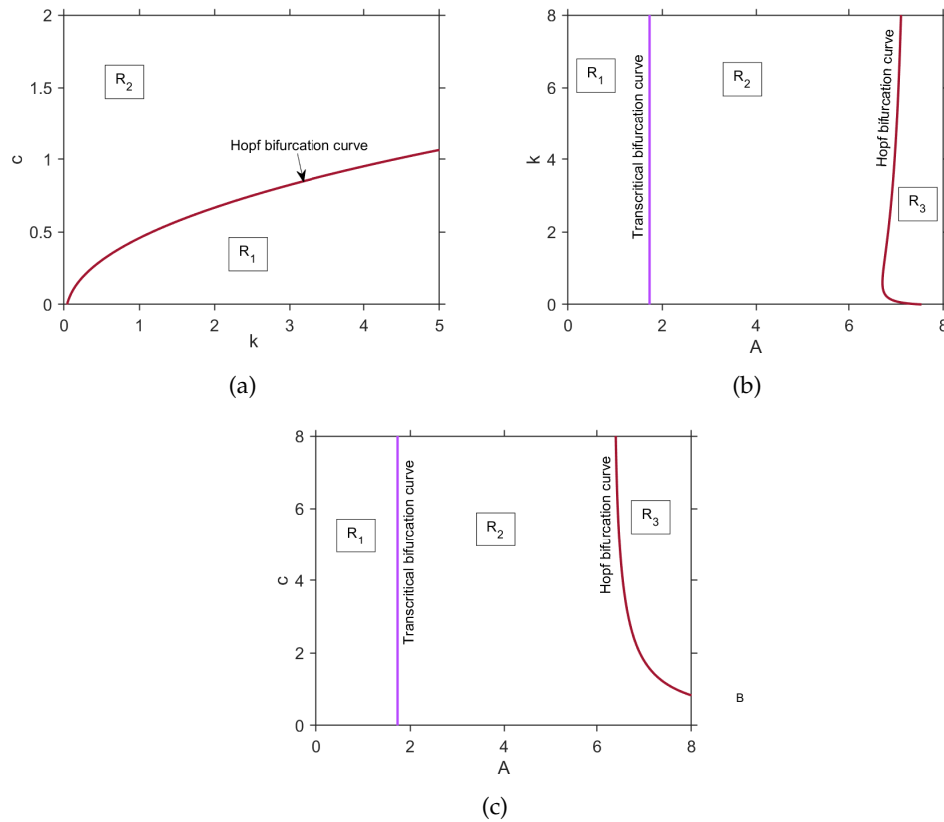 2
1.5
1
0.5
0
c
R2
Hopf bifurcation curve
R1
0
1
2
3
4
5
k
(a)
8
6
4
2
0
k
R1
Transcritical bifurcation curve
R2
Hopf bifurcation curve
R3
0
2
4
6
8
A
(b)
8
6
4
2
0
c
R1
Transcritical bifurcation curve
R2
Hopf bifurcation curve
R3
B
0
2
4
6
8
A
(c)